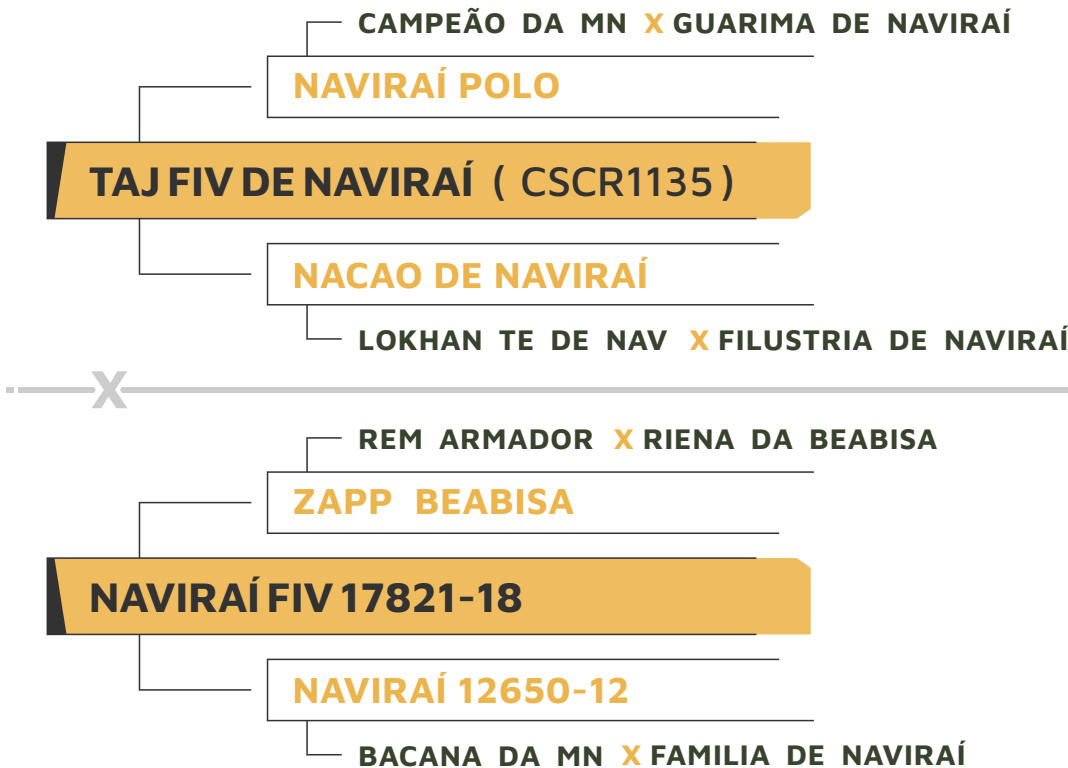 CAMPEÃO DA MN X GUARIMA DE NAVIRAÍ
NAVIRAÍ POLO
TAJ FIV DE NAVIRAÍ ( CSCR1135 )
NACAO DE NAVIRAÍ
LOKHAN TE DE NAV X FILUSTRIA DE NAVIRAÍ
X
REM ARMADOR X RIENA DA BEABISA
ZAPP BEABISA
NAVIRAÍ FIV 17821-18
NAVIRAÍ 12650-12
BACANA DA MN X FAMILIA DE NAVIRAÍ